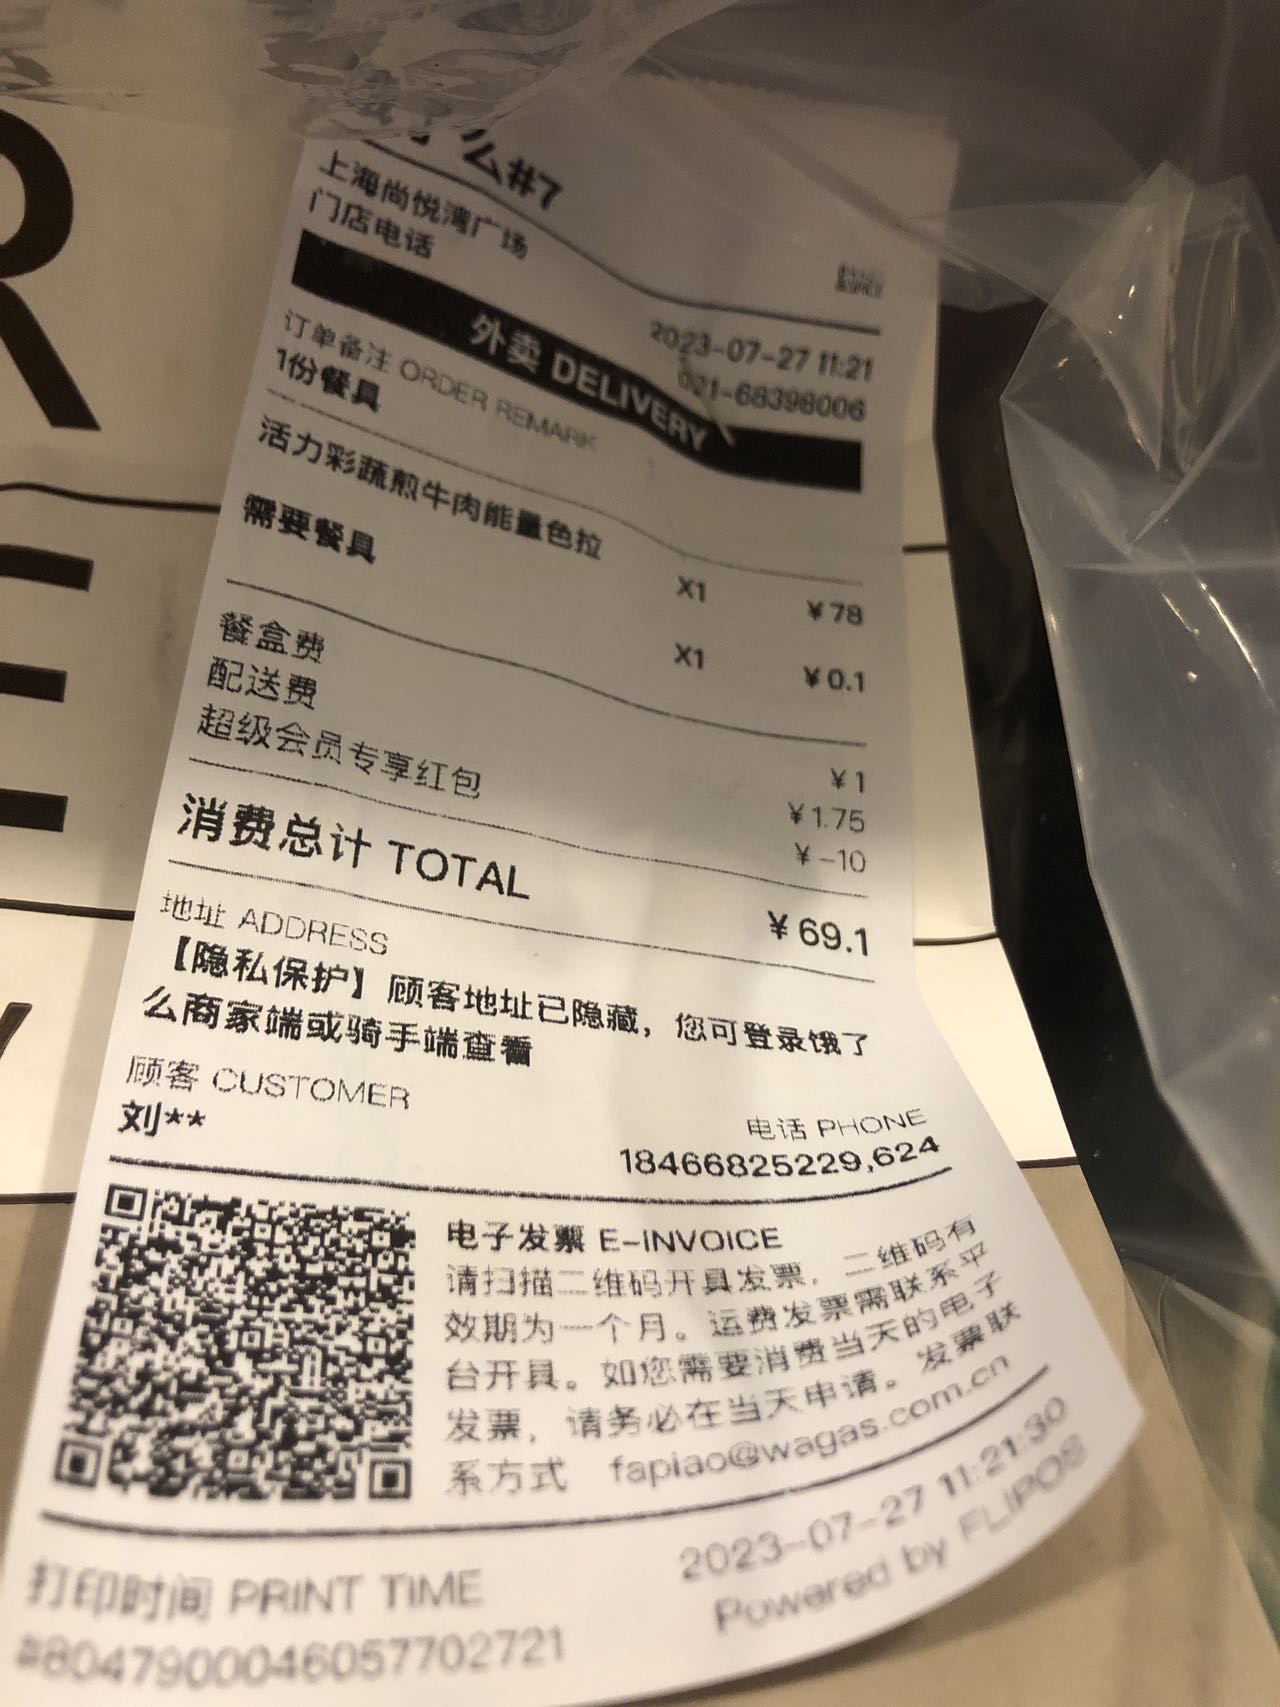 了么#7
上海尚悦湾广场
2023-07-27 11:21
门店电话
021-68398006
外卖 DELIVERY
订单备注 ORDER REMARK
1份餐具
活力彩蔬煎牛肉能量色拉
X1 ¥78
需要餐具
X1 ¥0.1
餐盒费 ¥1
配送费 ¥1.75
超级会员专享红包 ¥-10
消费总计 TOTAL ¥69.1
地址 ADDRESS
【隐私保护】顾客地址已隐藏，您可登录饿了
么商家端或骑手端查看
顾客 CUSTOMER 电话 PHONE
刘** 18466825229,624
电子发票 E-INVOICE
请扫描二维码开具发票，二维码有
效期为一个月。运费发票需联系平
台开具。如您需要消费当天的电子
发票，请务必在当天申请。发票联
系方式 fapiao@wagas.com.cn
打印时间 PRINT TIME 2023-07-27 11:21:30
#8047900046057702721 Powered by FLIPOS
R
E